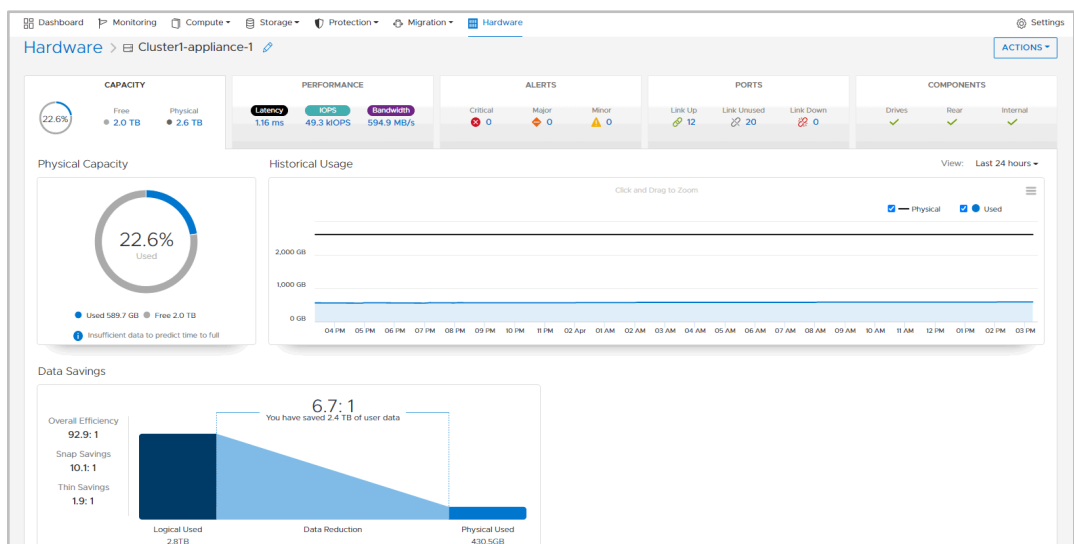 Dashboard Monitoring Compute Storage Protection Migration Hardware Settings
Hardware > Cluster1-appliance-1 ACTIONS
CAPACITY PERFORMANCE ALERTS PORTS COMPONENTS
22.6% Free 2.0 TB Physical 2.6 TB
Latency IOPS Bandwidth
1.16 ms 49.3 kIOPS 594.9 MB/s
Critical Major Minor
0 0 0
Link Up Link Unused Link Down
12 20 0
Drives Rear Internal
Physical Capacity
22.6%
Used
Used 589.7 GB Free 2.0 TB
Insufficient data to predict time to full
Historical Usage View: Last 24 hours
Click and Drag to Zoom
Physical Used
2,000 GB
1,000 GB
0 GB
04 PM 05 PM 06 PM 07 PM 08 PM 09 PM 10 PM 11 PM 02 Apr 01 AM 02 AM 03 AM 04 AM 05 AM 06 AM 07 AM 08 AM 09 AM 10 AM 11 AM 12 PM 01 PM 02 PM 03 PM
Data Savings
Overall Efficiency
92.9: 1
Snap Savings
10.1: 1
Thin Savings
1.9: 1
6.7: 1
You have saved 2.4 TB of user data
Logical Used Data Reduction Physical Used
2.8TB 430.5GB